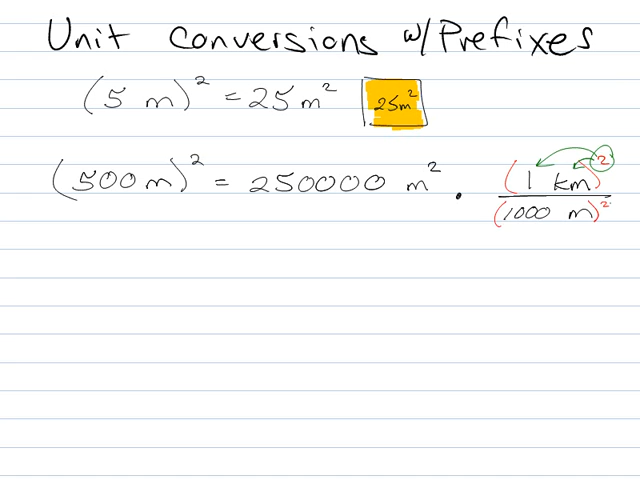 Unit Conversions w/Prefixes
(5 m)² = 25 m² 25m²
(500 m)² = 250000 m² · (1 km)²
(1000 m)²